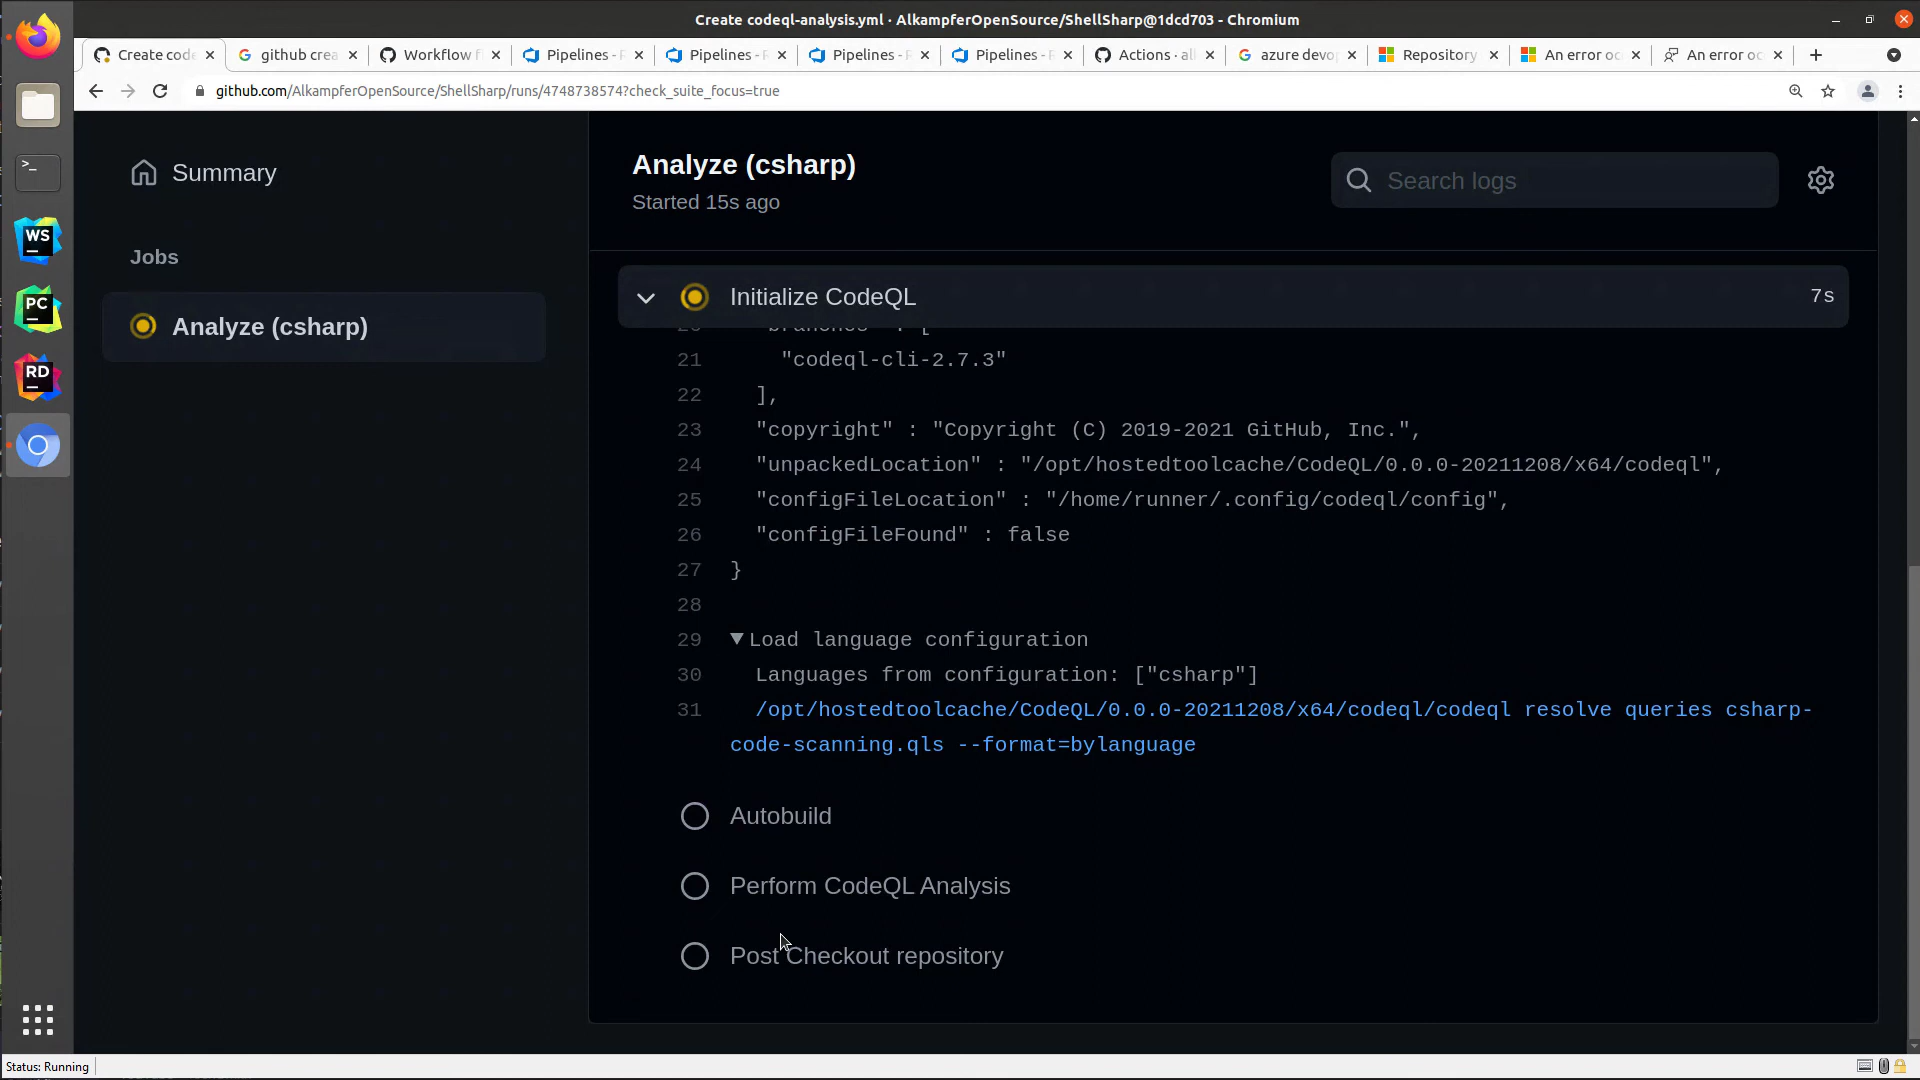 Create codeql-analysis.yml · AlkampferOpenSource/ShellSharp@1dcd703 - Chromium
Create code
github crea
Workflow f
Pipelines - R
Pipelines - R
Pipelines - R
Pipelines - R
Actions · al
azure devo
Repository
An error oc
An error oc
github.com/AlkampferOpenSource/ShellSharp/runs/4748738574?check_suite_focus=true
Summary
Jobs
Analyze (csharp)
Analyze (csharp)
Started 15s ago
Search logs
Initialize CodeQL
7s
20 "branches" : [
21 "codeql-cli-2.7.3"
22 ],
23 "copyright" : "Copyright (C) 2019-2021 GitHub, Inc.",
24 "unpackedLocation" : "/opt/hostedtoolcache/CodeQL/0.0.0-20211208/x64/codeql",
25 "configFileLocation" : "/home/runner/.config/codeql/config",
26 "configFileFound" : false
27 }
28
29 ▼Load language configuration
30 Languages from configuration: ["csharp"]
31 /opt/hostedtoolcache/CodeQL/0.0.0-20211208/x64/codeql/codeql resolve queries csharp-
code-scanning.qls --format=bylanguage
Autobuild
Perform CodeQL Analysis
Post Checkout repository
WS
PC
RD
Status: Running